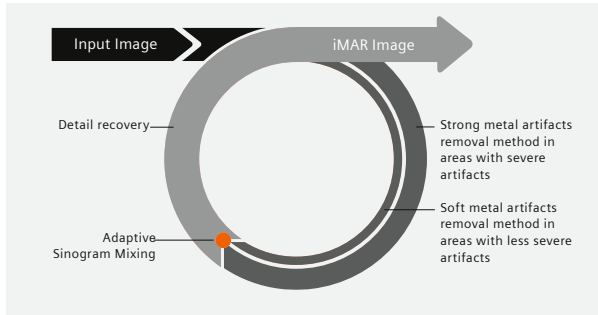 Input Image
iMAR Image
Detail recovery
Strong metal artifacts
removal method in
areas with severe
artifacts
Soft metal artifacts
removal method in
areas with less severe
artifacts
Adaptive
Sinogram Mixing